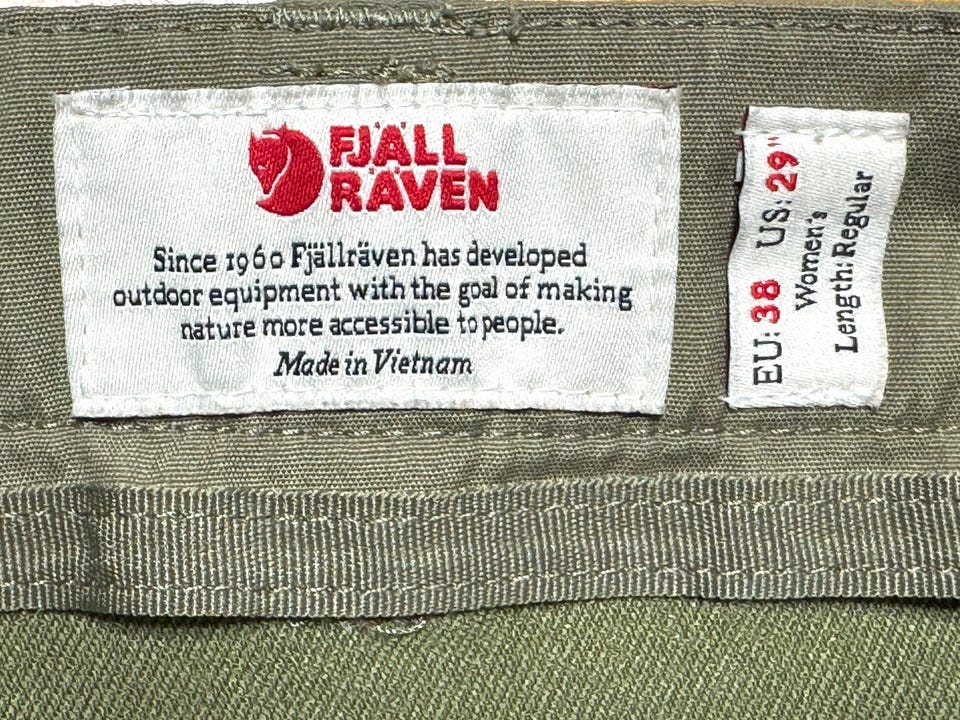 FJÄLL
RÄVEN
Since 1960 Fjällräven has developed
outdoor equipment with the goal of making
nature more accessible to people.
Made in Vietnam
EU: 38 US: 29"
Women's
Length: Regular